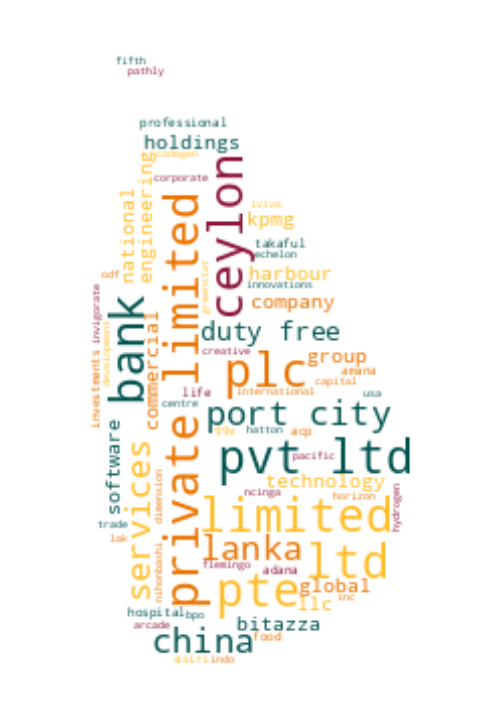 fifth
pathly
professional
holdings
codegen
corporate
engineering
national
ceylon
private limited
iviva
kpmg
takaful
echelon
harbour
innovations
odf
greenstat
company
invigorate
development
bank
commercial
duty free
creative
plc
group
amana
capital
investments
life
international
usa
centre
port city
software
99x
hatton
acp
services
pvt ltd
pacific
technology
dimension
ncinga
horizon
hydrogen
limited
trade
lak
lanka
ltd
flemingo
adana
nihonbashi
pte
global
inc
llc
hospital
bpo
arcade
bitazza
china
food
asiri
indo